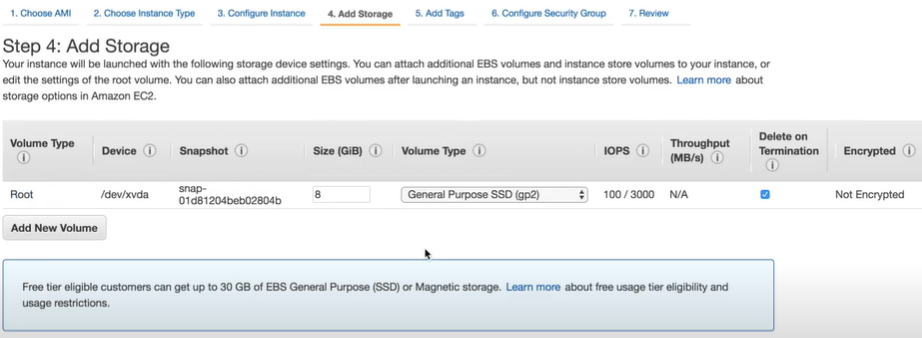 1. Choose AMI 2. Choose Instance Type 3. Configure Instance 4. Add Storage 5. Add Tags 6. Configure Security Group 7. Review
Step 4: Add Storage
Your instance will be launched with the following storage device settings. You can attach additional EBS volumes and instance store volumes to your instance, or
edit the settings of the root volume. You can also attach additional EBS volumes after launching an instance, but not instance store volumes. Learn more about
storage options in Amazon EC2.
Volume Type Device Snapshot Size (GiB) Volume Type IOPS Throughput (MB/s) Delete on Termination Encrypted
Root /dev/xvda snap-01d81204beb02804b 8 General Purpose SSD (gp2) 100 / 3000 N/A Not Encrypted
Add New Volume
Free tier eligible customers can get up to 30 GB of EBS General Purpose (SSD) or Magnetic storage. Learn more about free usage tier eligibility and
usage restrictions.